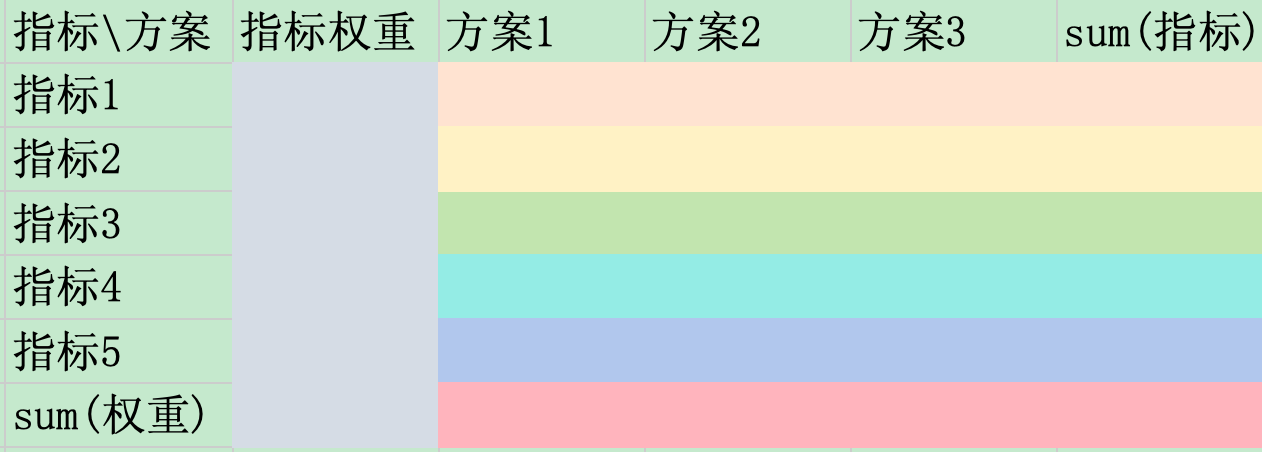 指标\方案 指标权重 方案1 方案2 方案3 sum(指标)
指标1
指标2
指标3
指标4
指标5
sum(权重)